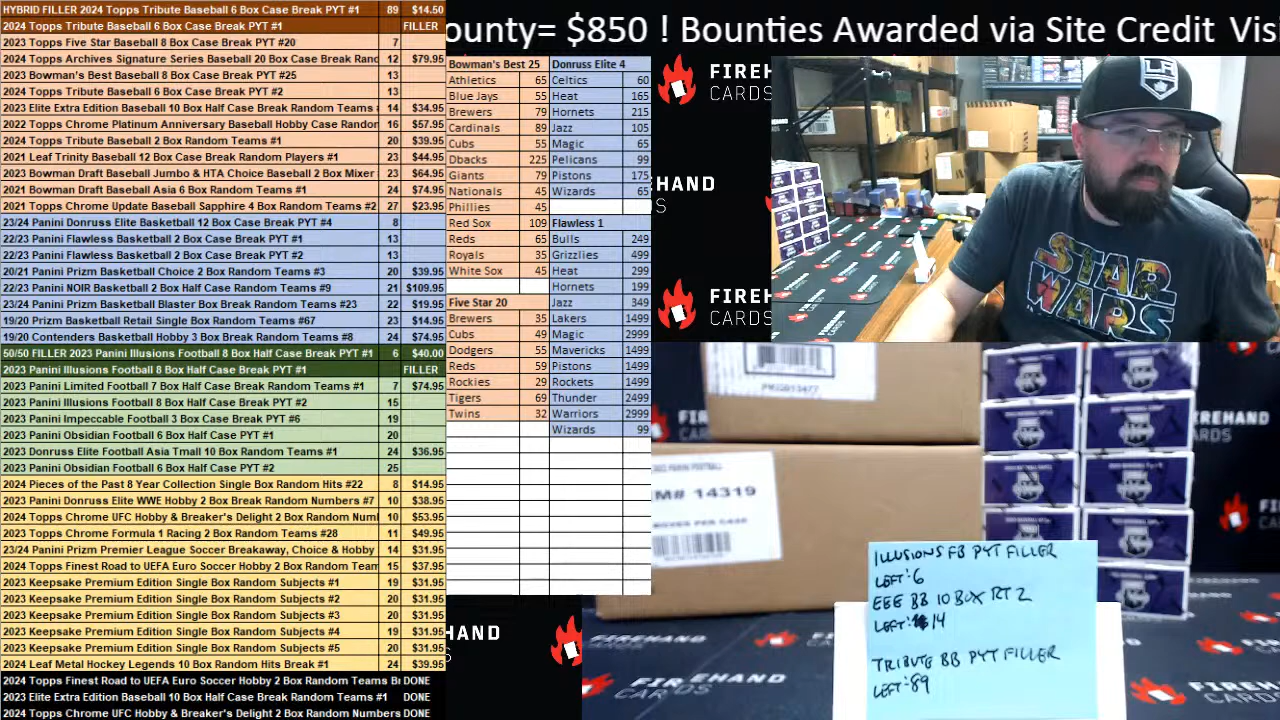 HYBRID FILLER 2024 Topps Tribute Baseball 6 Box Case Break PYT #1 89 $14.50
2024 Topps Tribute Baseball 6 Box Case Break PYT #1 FILLER
2023 Topps Five Star Baseball 8 Box Case Break PYT #20 7
2024 Topps Archives Signature Series Baseball 20 Box Case Break Rand 12 $79.95
2023 Bowman's Best Baseball 8 Box Case Break PYT #25 13
2024 Topps Tribute Baseball 6 Box Case Break PYT #2 13
2023 Elite Extra Edition Baseball 10 Box Half Case Break Random Teams 14 $34.95
2022 Topps Chrome Platinum Anniversary Baseball Hobby Case Random 16 $57.95
2024 Topps Tribute Baseball 2 Box Random Teams #1 20 $39.95
2021 Leaf Trinity Baseball 12 Box Case Break Random Players #1 23 $44.95
2023 Bowman Draft Baseball Jumbo & HTA Choice Baseball 2 Box Mixer 23 $64.95
2021 Bowman Draft Baseball Asia 6 Box Random Teams #1 24 $74.95
2021 Topps Chrome Update Baseball Sapphire 4 Box Random Teams #2 27 $23.95
23/24 Panini Donruss Elite Basketball 12 Box Case Break PYT #4 8
22/23 Panini Flawless Basketball 2 Box Case Break PYT #1 13
22/23 Panini Flawless Basketball 2 Box Case Break PYT #2 13
20/21 Panini Prizm Basketball Choice 2 Box Random Teams #3 20 $39.95
22/23 Panini NOIR Basketball 2 Box Half Case Random Teams #9 21 $109.95
23/24 Panini Prizm Basketball Blaster Box Break Random Teams #23 22 $19.95
19/20 Prizm Basketball Retail Single Box Random Teams #67 23 $14.95
19/20 Contenders Basketball Hobby 3 Box Break Random Teams #8 24 $74.95
50/50 FILLER 2023 Panini Illusions Football 8 Box Half Case Break PYT #1 6 $40.00
2023 Panini Illusions Football 8 Box Half Case Break PYT #1 FILLER
2023 Panini Limited Football 7 Box Half Case Break Random Teams #1 7 $74.95
2023 Panini Illusions Football 8 Box Half Case Break PYT #2 15
2023 Panini Impeccable Football 3 Box Case Break PYT #6 19
2023 Panini Obsidian Football 6 Box Half Case PYT #1 20
2023 Donruss Elite Football Asia Tmall 10 Box Random Teams #1 24 $36.95
2023 Panini Obsidian Football 6 Box Half Case PYT #2 25
2024 Pieces of the Past 8 Year Collection Single Box Random Hits #22 8 $14.95
2023 Panini Donruss Elite WWE Hobby 2 Box Break Random Numbers #7 10 $38.95
2024 Topps Chrome UFC Hobby & Breaker's Delight 2 Box Random Numl 10 $53.95
2023 Topps Chrome Formula 1 Racing 2 Box Random Teams #28 11 $49.95
23/24 Panini Prizm Premier League Soccer Breakaway, Choice & Hobby 14 $31.95
2024 Topps Finest Road to UEFA Euro Soccer Hobby 2 Box Random Team 15 $37.95
2023 Keepsake Premium Edition Single Box Random Subjects #1 19 $31.95
2023 Keepsake Premium Edition Single Box Random Subjects #2 20 $31.95
2023 Keepsake Premium Edition Single Box Random Subjects #3 20 $31.95
2023 Keepsake Premium Edition Single Box Random Subjects #4 19 $31.95
2023 Keepsake Premium Edition Single Box Random Subjects #5 20 $31.95
2024 Leaf Metal Hockey Legends 10 Box Random Hits Break #1 24 $39.95
2024 Topps Finest Road to UEFA Euro Soccer Hobby 2 Box Random Teams Br DONE
2023 Elite Extra Edition Baseball 10 Box Half Case Break Random Teams #1 DONE
2024 Topps Chrome UFC Hobby & Breaker's Delight 2 Box Random Numbers DONE
ounty= $850 ! Bounties Awarded via Site Credit Vis
Bowman's Best 25
Athletics 65
Blue Jays 55
Brewers 79
Cardinals 89
Cubs 55
Dbacks 225
Giants 79
Nationals 45
Phillies 45
Red Sox 109
Reds 65
Royals 35
White Sox 45
Five Star 20
Brewers 35
Cubs 49
Dodgers 55
Reds 59
Rockies 29
Tigers 69
Twins 32
Donruss Elite 4
Celtics 60
Heat 165
Hornets 215
Jazz 105
Magic 65
Pelicans 99
Pistons 175
Wizards 65
Flawless 1
Bulls 249
Grizzlies 499
Heat 299
Hornets 199
Jazz 349
Lakers 1499
Magic 2999
Mavericks 1499
Pistons 1499
Rockets 1499
Thunder 2499
Warriors 2999
Wizards 99
FIREH
CARDS
HAND
S
FIREH
CARDS
LA
STAR
WARS
FIREHAND
M# 14319
BOXES PER CASE
ILLUSIONS FB PYT FILLER
LEFT: 6
EEE BB 10 BOX RT 2
LEFT: 14
TRIBUTE BB PYT FILLER
LEFT: 89
HAND
FIREHAND
CARDS